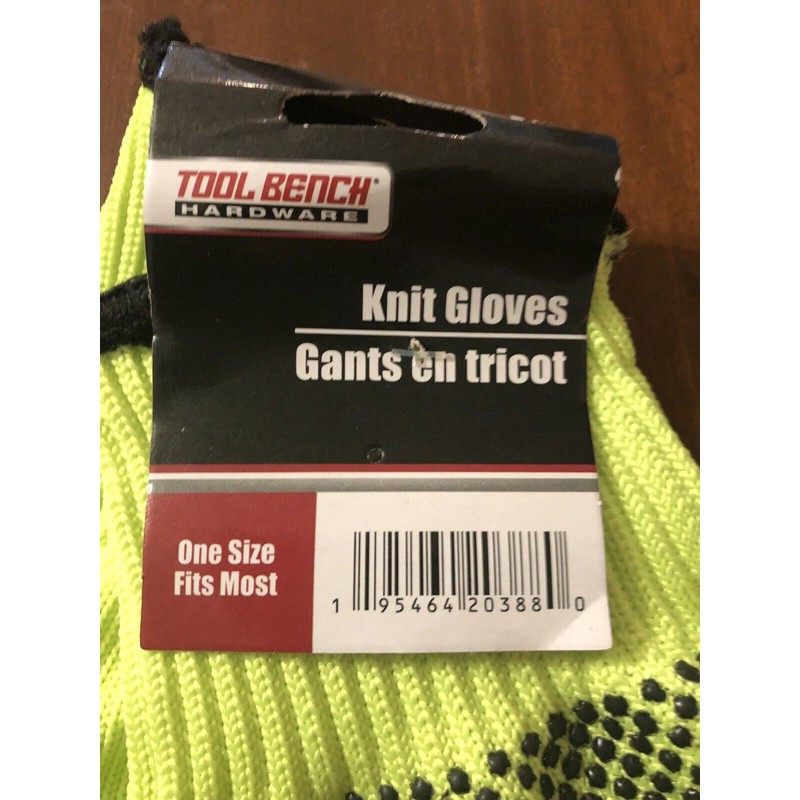 TOOL BENCH®
HARDWARE
Knit Gloves
Gants en tricot
One Size
Fits Most
1 95464 20388 0